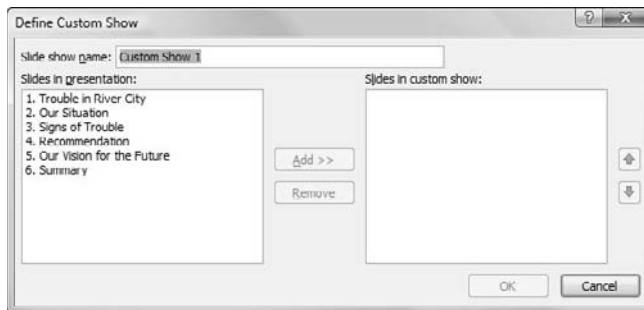 Define Custom Show
Slide show name: Custom Show 1
Slides in presentation:
1. Trouble in River City
2. Our Situation
3. Signs of Trouble
4. Recommendation
5. Our Vision for the Future
6. Summary
Add >>
Remove
Slides in custom show:
OK
Cancel